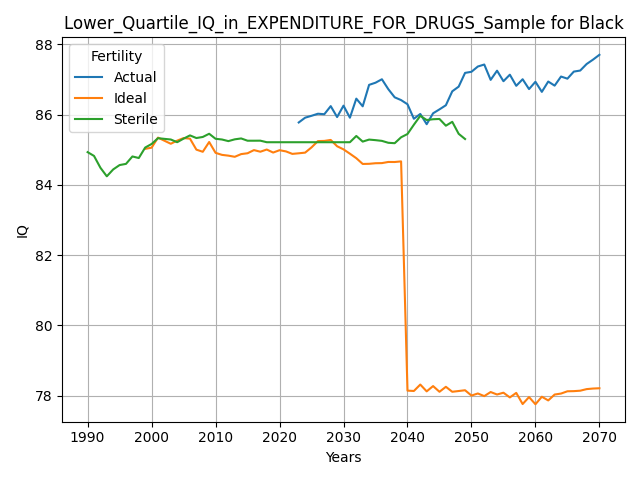 Lower_Quartile_IQ_in_EXPENDITURE_FOR_DRUGS_Sample for Black
Fertility
Actual
Ideal
Sterile
88
86
84
82
80
78
IQ
1990 2000 2010 2020 2030 2040 2050 2060 2070
Years